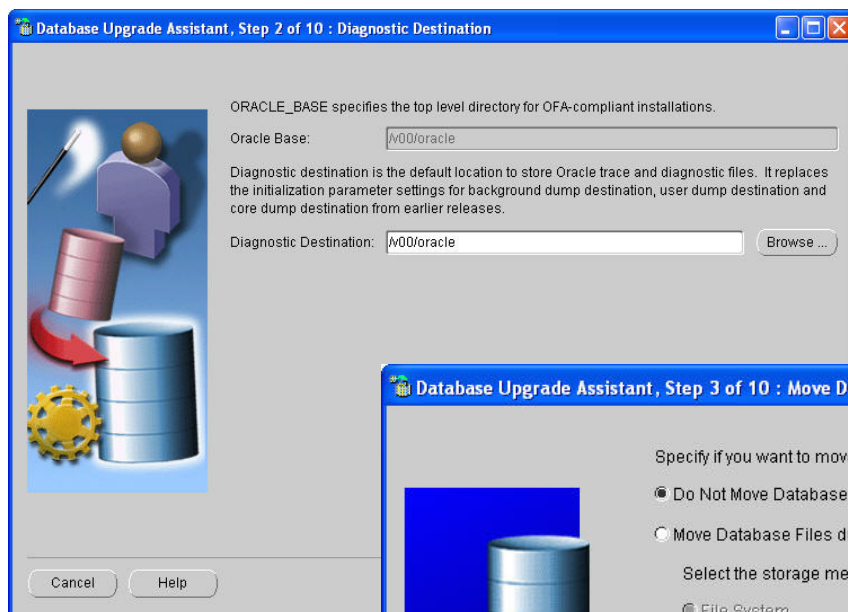 Database Upgrade Assistant, Step 2 of 10 : Diagnostic Destination
ORACLE_BASE specifies the top level directory for OFA-compliant installations.
Oracle Base: /v00/oracle
Diagnostic destination is the default location to store Oracle trace and diagnostic files. It replaces
the initialization parameter settings for background dump destination, user dump destination and
core dump destination from earlier releases.
Diagnostic Destination: /v00/oracle Browse ...
Database Upgrade Assistant, Step 3 of 10 : Move D
Specify if you want to mov
Do Not Move Database
Move Database Files d
Select the storage me
File System
Cancel Help